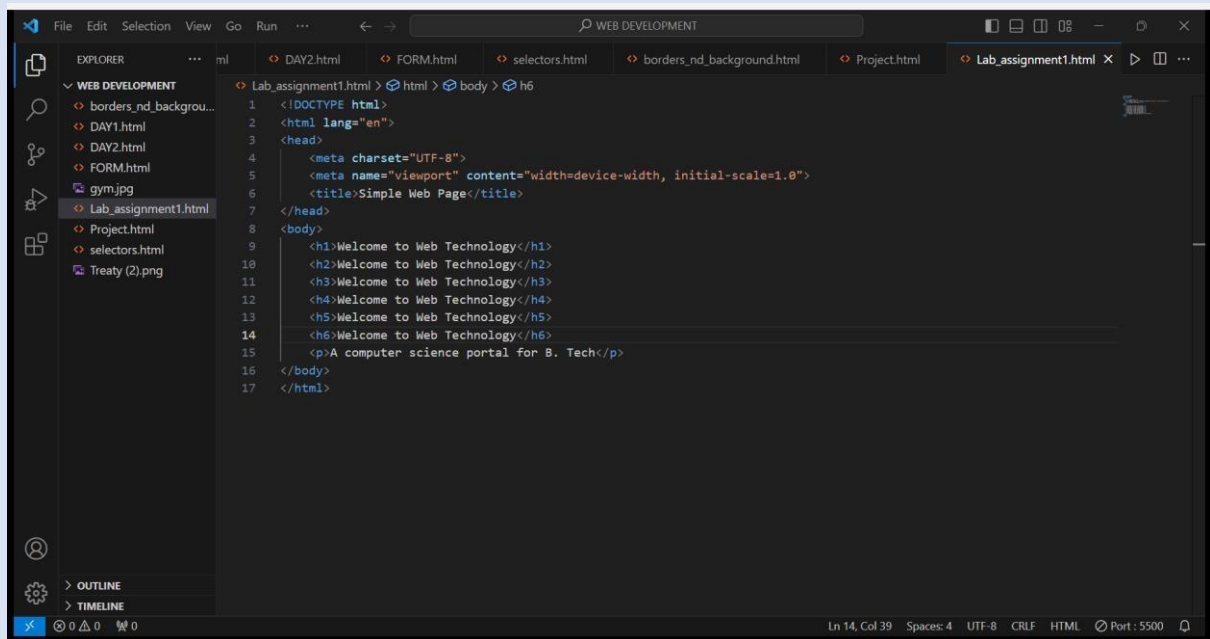 File Edit Selection View Go Run ··· WEB DEVELOPMENT
EXPLORER ··· ml DAY2.html FORM.html selectors.html borders_nd_background.html Project.html Lab_assignment1.html
WEB DEVELOPMENT
borders_nd_backgrou...
DAY1.html
DAY2.html
FORM.html
gym.jpg
Lab_assignment1.html
Project.html
selectors.html
Treaty (2).png
OUTLINE
TIMELINE
Lab_assignment1.html > html > body > h6
1 <!DOCTYPE html>
2 <html lang="en">
3 <head>
4 <meta charset="UTF-8">
5 <meta name="viewport" content="width=device-width, initial-scale=1.0">
6 <title>Simple Web Page</title>
7 </head>
8 <body>
9 <h1>Welcome to Web Technology</h1>
10 <h2>Welcome to Web Technology</h2>
11 <h3>Welcome to Web Technology</h3>
12 <h4>Welcome to Web Technology</h4>
13 <h5>Welcome to Web Technology</h5>
14 <h6>Welcome to Web Technology</h6>
15 <p>A computer science portal for B. Tech</p>
16 </body>
17 </html>
0 0 0 Ln 14, Col 39 Spaces: 4 UTF-8 CRLF HTML Port : 5500